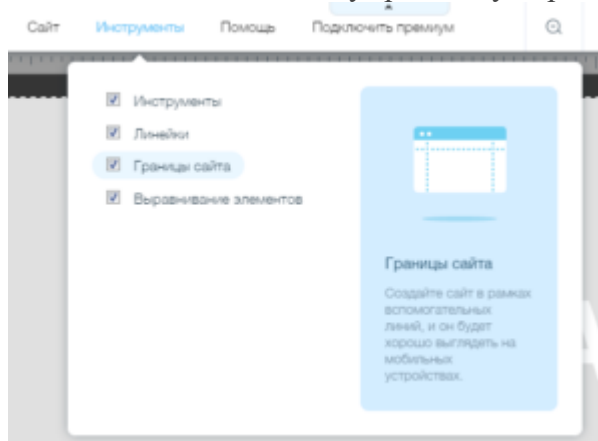 Сайт Инструменты Помощь Подключить премиум
Инструменты
Линейки
Границы сайта
Выравнивание элементов
Границы сайта
Создайте сайт в рамках
вспомогательных
линий, и он будет
хорошо выглядеть на
мобильных
устройствах.